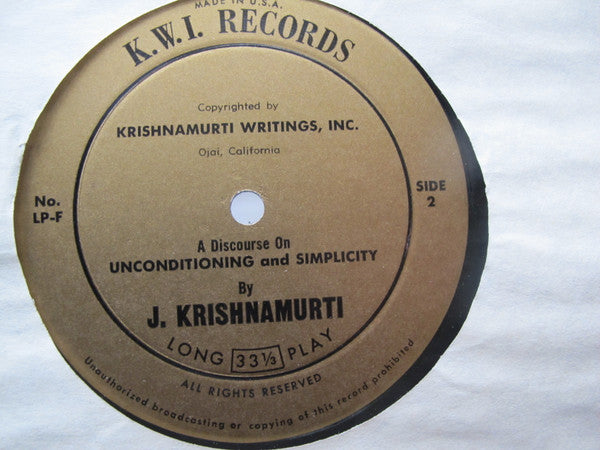 MADE IN U.S.A.
K.W.I. RECORDS
Copyrighted by
KRISHNAMURTI WRITINGS, INC.
Ojai, California
No.
LP-F
SIDE
2
A Discourse On
UNCONDITIONING and SIMPLICITY
By
J. KRISHNAMURTI
LONG 33⅓ PLAY
ALL RIGHTS RESERVED
Unauthorized broadcasting or copying of this record prohibited